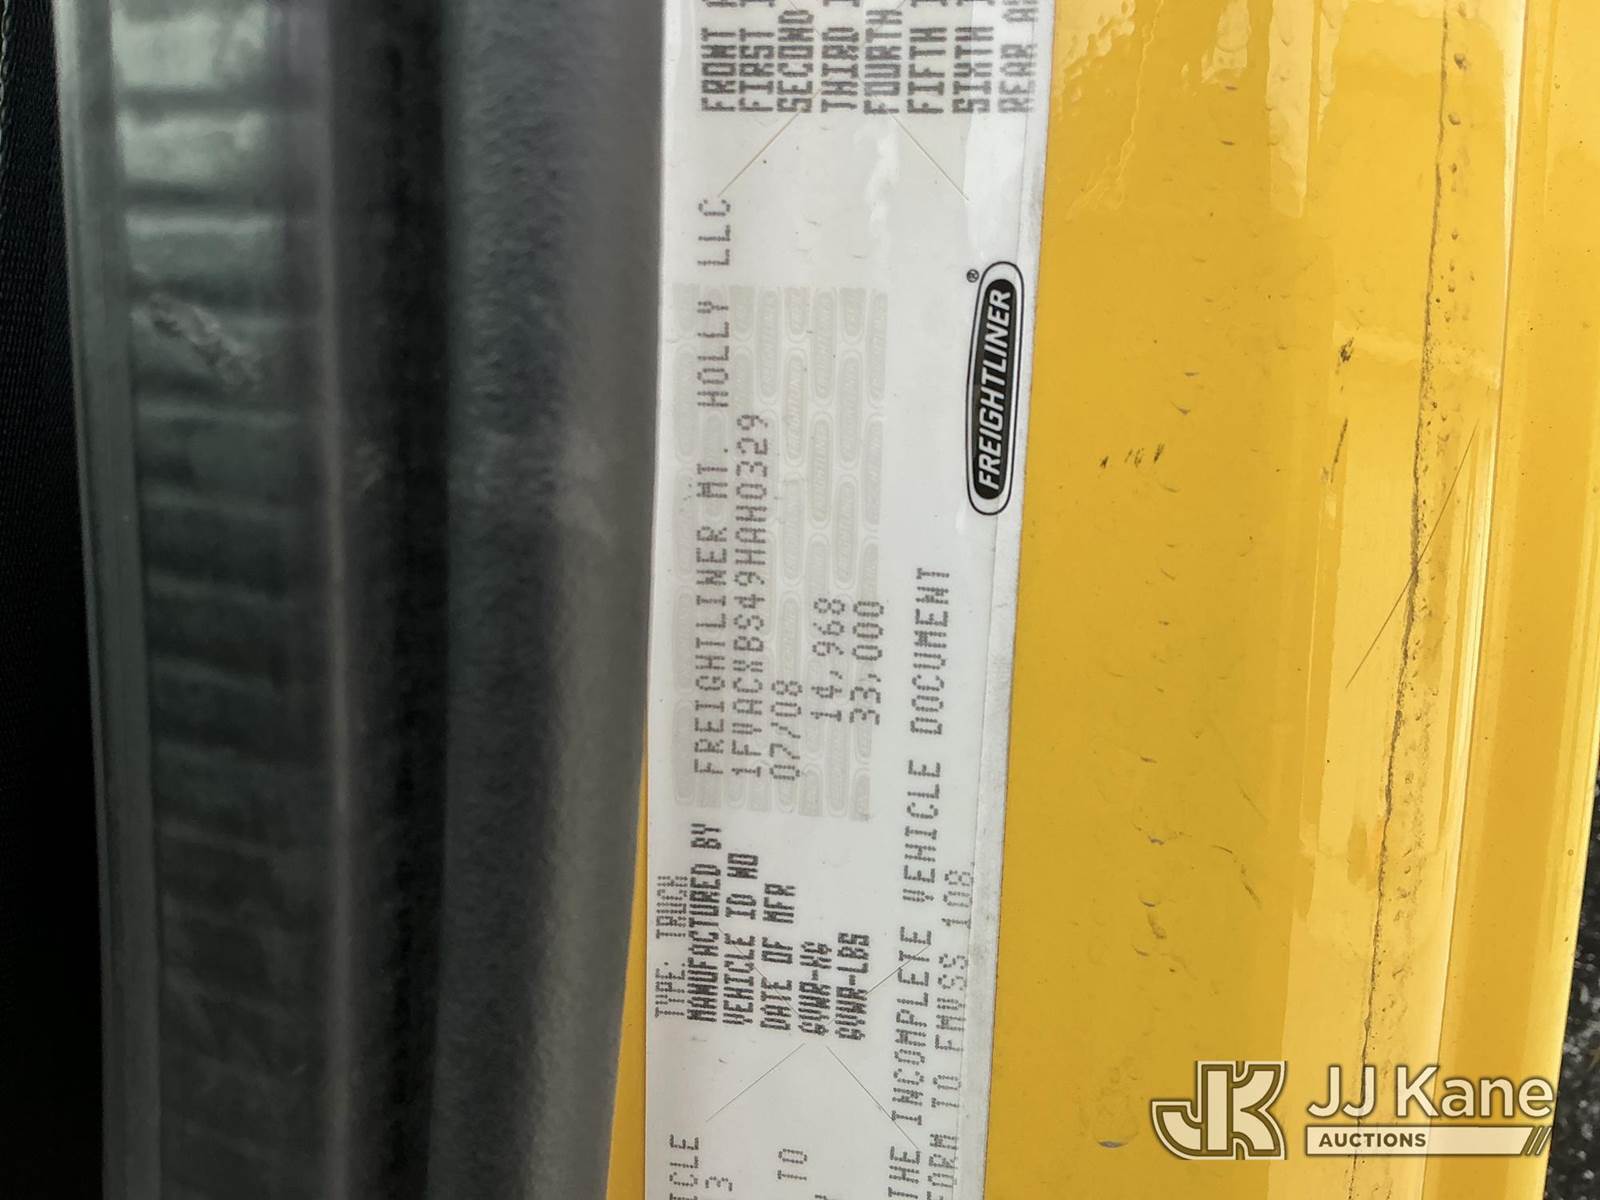 TYPE: TRUCK
MANUFACTURED BY FREIGHTLINER MT. HOLLY LLC
VEHICLE ID NO 1FVACXBS49HAH0329
DATE OF MFR 07/08
GVWR-KG 14,968
GVWR-LBS 33,000
THE INCOMPLETE VEHICLE DOCUMENT
FORM TO FMVSS 108.
TO
FREIGHTLINER®
FRONT
FIRST
SECOND
THIRD
FOURTH
FIFTH
SIXTH
REAR
JJ Kane
AUCTIONS